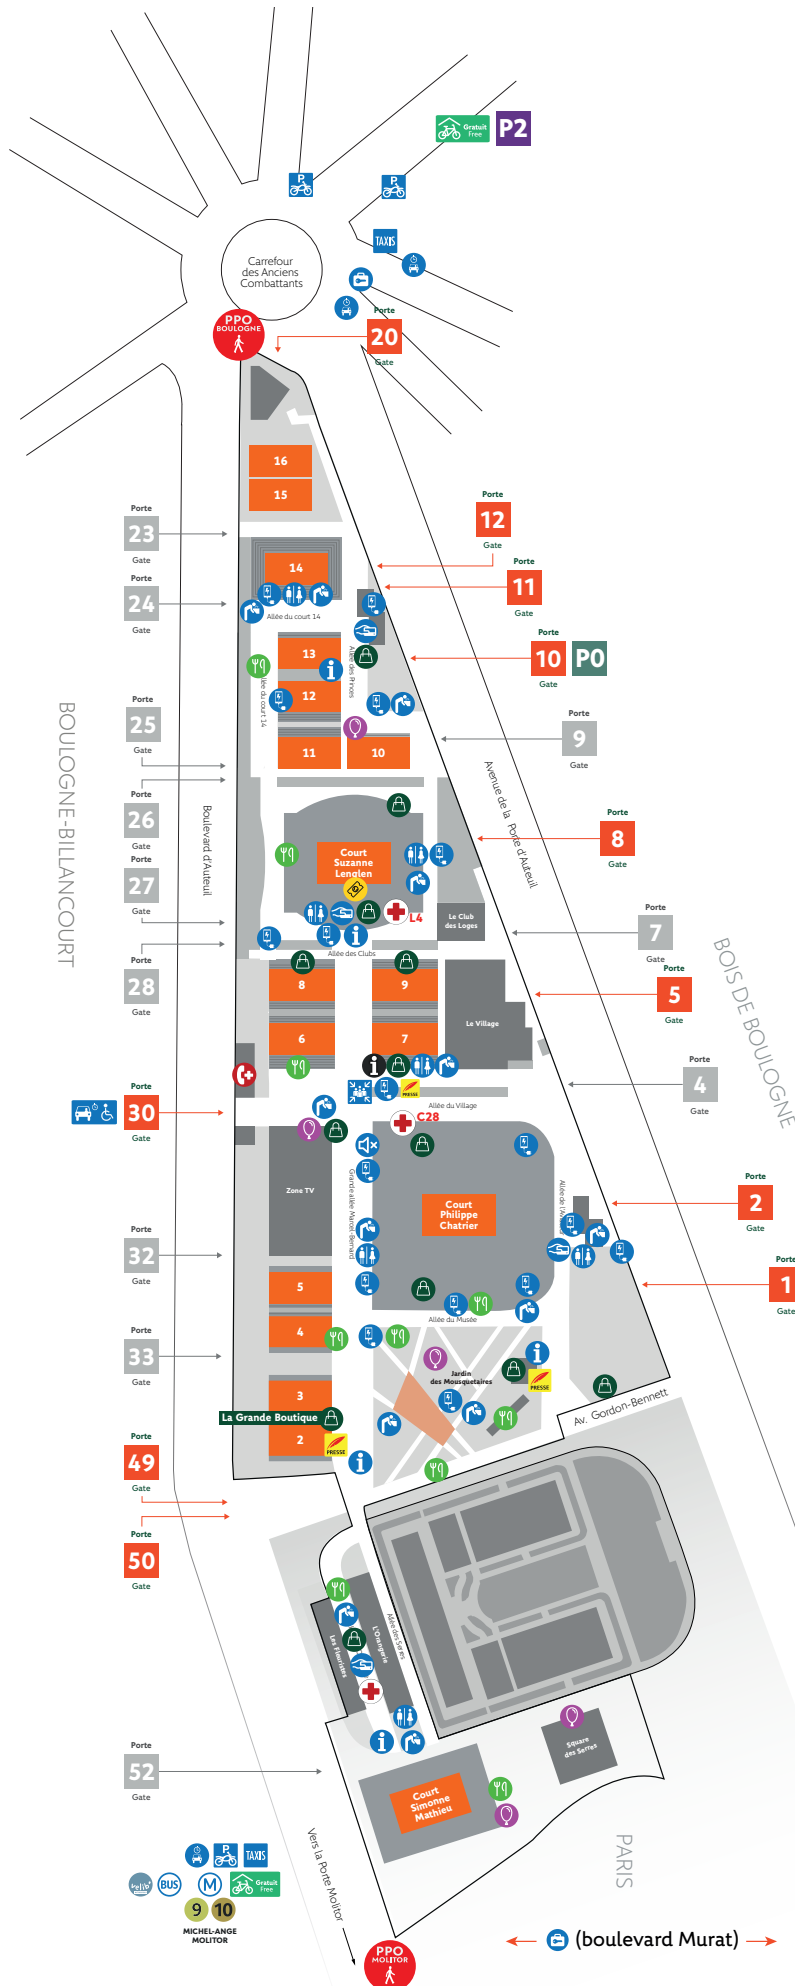 Gratuit
Free
P2
P
P
TAXIS
Carrefour
des Anciens
Combattants
PPO
BOULOGNE
Porte
20
Gate
16
15
Porte
23
Gate
Porte
12
Gate
14
Porte
11
Gate
Porte
24
Gate
Allée du court 14
13
Allée des Princes
Porte
10
P0
Gate
12
Allée du court 14
Porte
25
Gate
11
10
Porte
9
Gate
BOULOGNE-BILLANCOURT
Boulevard d'Auteuil
Avenue de la Porte d'Auteuil
Porte
26
Gate
Porte
8
Gate
Court
Suzanne
Lenglen
Porte
27
Gate
L4
Le Club
des Loges
Porte
7
Gate
Allée des Clubs
Porte
28
Gate
8
9
Porte
5
Gate
BOIS DE BOULOGNE
6
7
Le Village
PRESSE
Allée du Village
Porte
4
Gate
Porte
30
Gate
C28
Zone TV
Grande allée Marcel-Bernard
Court
Philippe
Chatrier
Porte
2
Gate
Porte
32
Gate
Porte
1
Gate
5
4
Allée du Musée
Porte
33
Gate
Jardin
des Mousquetaires
PRESSE
3
La Grande Boutique
2
PRESSE
Av. Gordon-Bennett
Porte
49
Gate
Porte
50
Gate
Les Fleuristes
L'Orangerie
Allée des Serres
Square
des Serres
Porte
52
Gate
Court
Simonne
Mathieu
Vers la Porte Molitor
PARIS
P
TAXIS
Vélib'
BUS
M
Gratuit
Free
9
10
MICHEL-ANGE
MOLITOR
(boulevard Murat)
PPO
MOLITOR